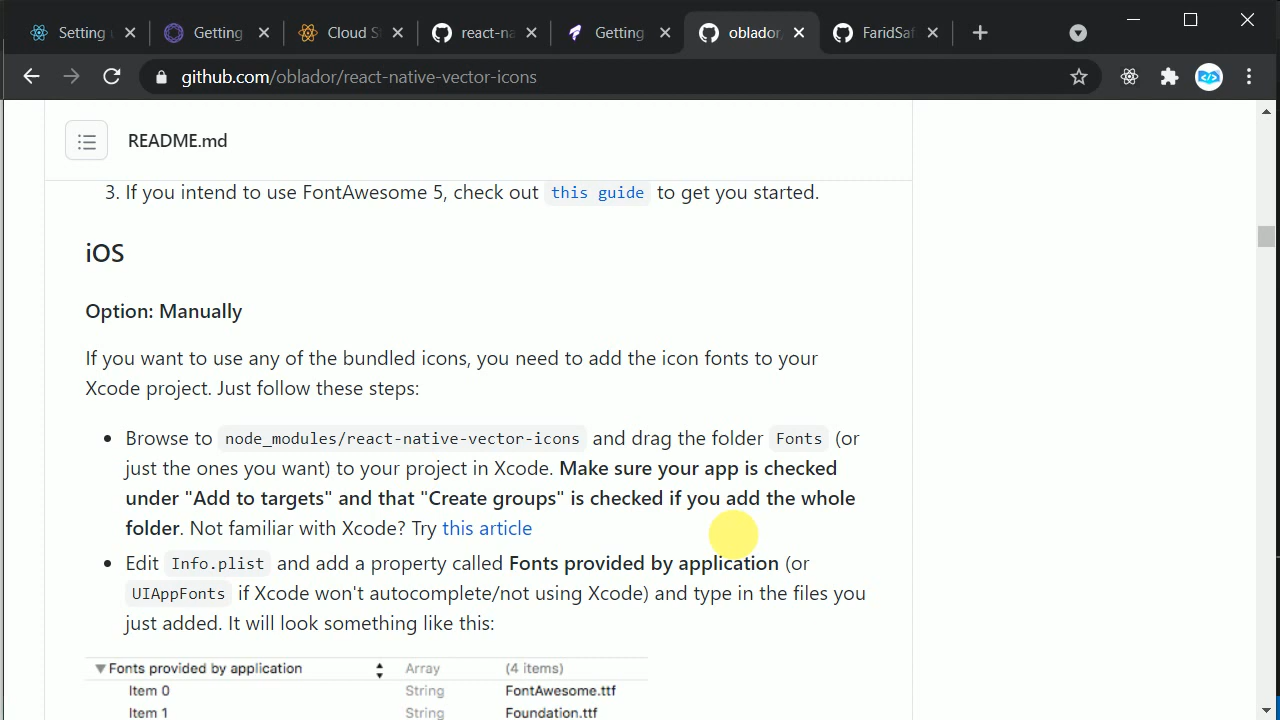 Setting
Getting
Cloud S
react-na
Getting
oblador/
FaridSaf
github.com/oblador/react-native-vector-icons
README.md
3. If you intend to use FontAwesome 5, check out this guide to get you started.
iOS
Option: Manually
If you want to use any of the bundled icons, you need to add the icon fonts to your
Xcode project. Just follow these steps:
• Browse to node_modules/react-native-vector-icons and drag the folder Fonts (or
just the ones you want) to your project in Xcode. Make sure your app is checked
under "Add to targets" and that "Create groups" is checked if you add the whole
folder. Not familiar with Xcode? Try this article
• Edit Info.plist and add a property called Fonts provided by application (or
UIAppFonts if Xcode won't autocomplete/not using Xcode) and type in the files you
just added. It will look something like this:
Fonts provided by application Array (4 items)
Item 0 String FontAwesome.ttf
Item 1 String Foundation.ttf